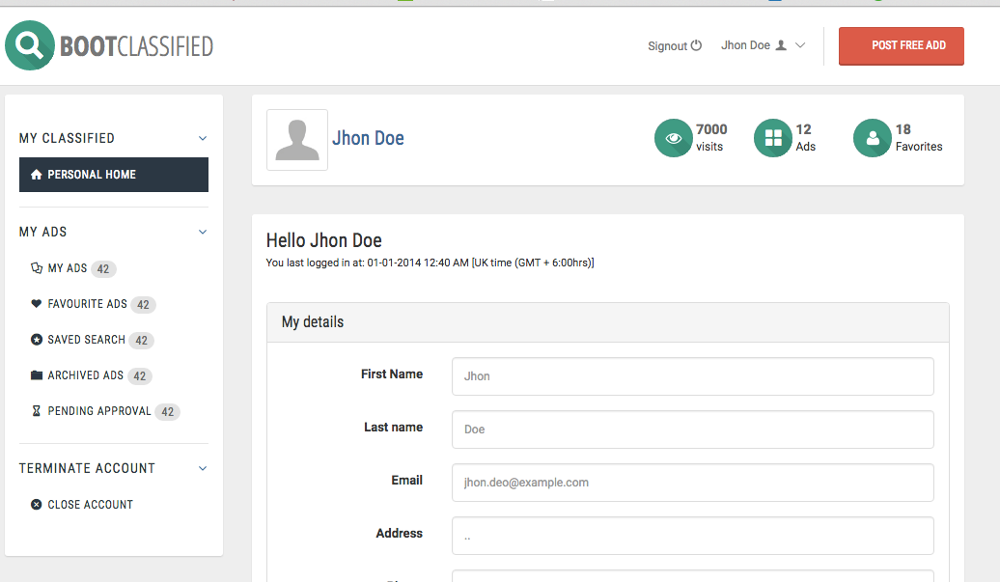 BOOTCLASSIFIED
Signout
Jhon Doe
POST FREE ADD
MY CLASSIFIED
PERSONAL HOME
MY ADS
MY ADS 42
FAVOURITE ADS 42
SAVED SEARCH 42
ARCHIVED ADS 42
PENDING APPROVAL 42
TERMINATE ACCOUNT
CLOSE ACCOUNT
Jhon Doe
7000
visits
12
Ads
18
Favorites
Hello Jhon Doe
You last logged in at: 01-01-2014 12:40 AM [UK time (GMT + 6:00hrs)]
My details
First Name Jhon
Last name Doe
Email jhon.deo@example.com
Address ..